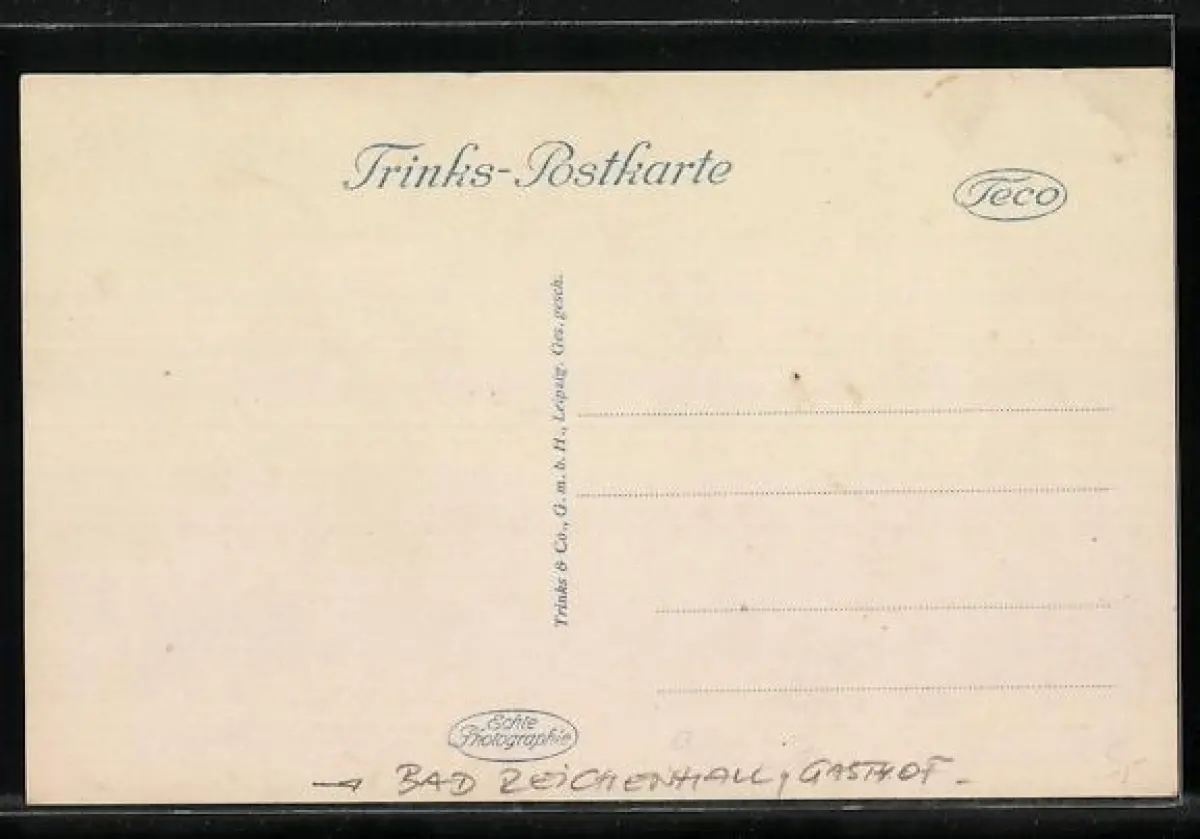 Trinks-Postkarte
Teco
Trinks & Co., G. m. b. H., Leipzig. Ges. gesch.
Echte
Photographie
→ BAD REICHENHALL, GASTHOF -